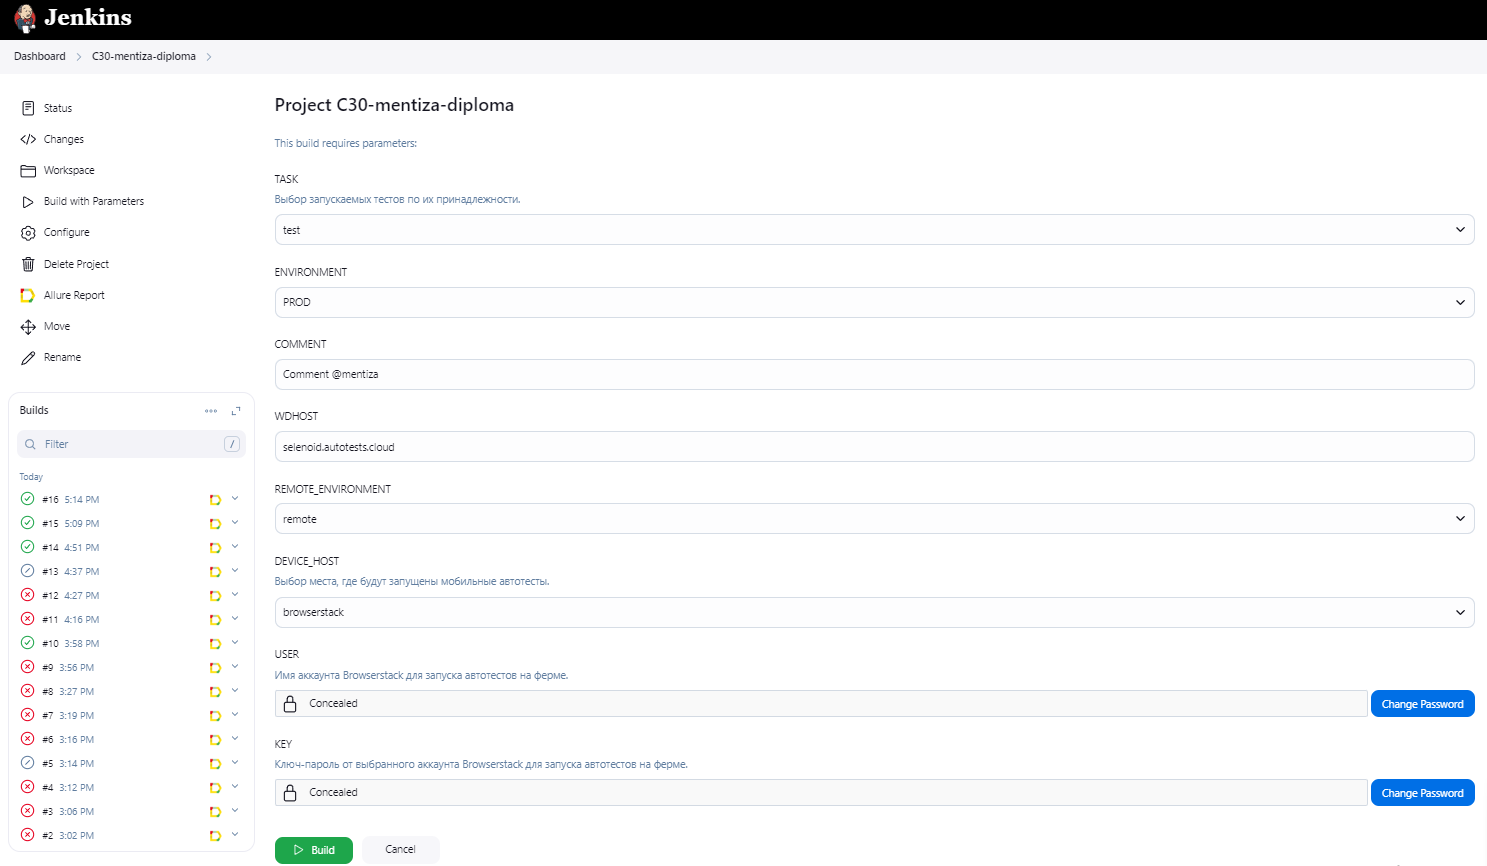 Jenkins
Dashboard
C30-mentiza-diploma
Status
Changes
Workspace
Build with Parameters
Configure
Delete Project
Allure Report
Move
Rename
Builds
Filter
/
Today
#16 5:14 PM
#15 5:09 PM
#14 4:51 PM
#13 4:37 PM
#12 4:27 PM
#11 4:16 PM
#10 3:58 PM
#9 3:56 PM
#8 3:27 PM
#7 3:19 PM
#6 3:16 PM
#5 3:14 PM
#4 3:12 PM
#3 3:06 PM
#2 3:02 PM
Project C30-mentiza-diploma
This build requires parameters:
TASK
Выбор запускаемых тестов по их принадлежности.
test
ENVIRONMENT
PROD
COMMENT
Comment @mentiza
WDHOST
selenoid.autotests.cloud
REMOTE_ENVIRONMENT
remote
DEVICE_HOST
Выбор места, где будут запущены мобильные автотесты.
browserstack
USER
Имя аккаунта Browserstack для запуска автотестов на ферме.
Concealed
Change Password
KEY
Ключ-пароль от выбранного аккаунта Browserstack для запуска автотестов на ферме.
Concealed
Change Password
Build
Cancel